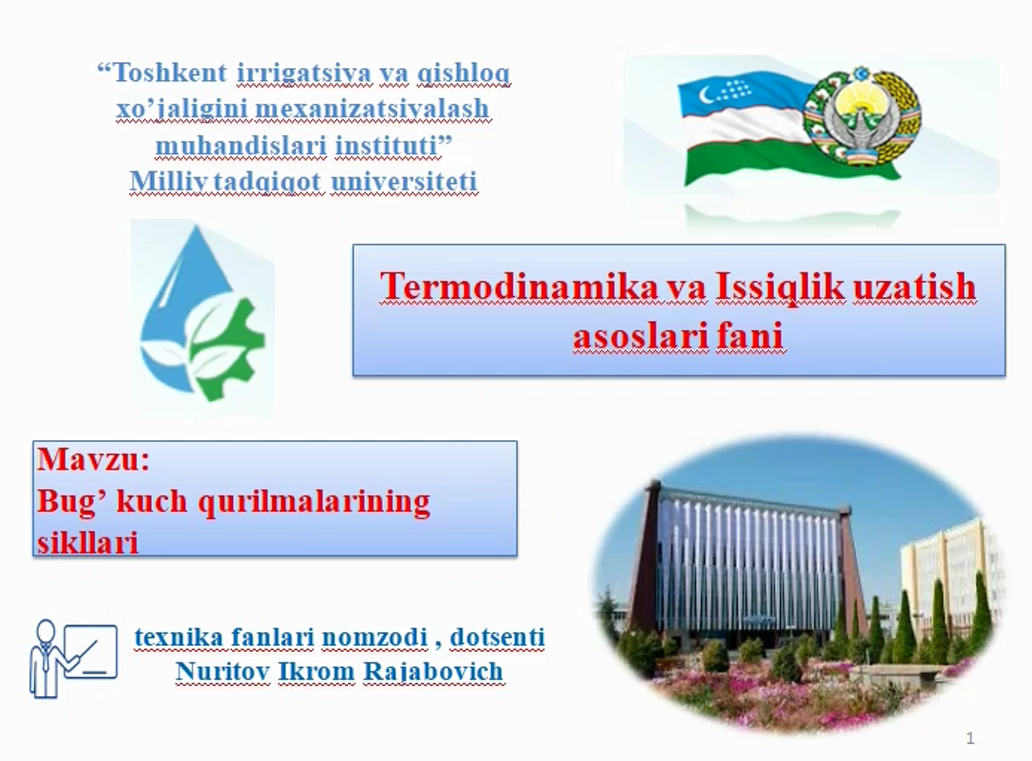 “Toshkent irrigatsiya va qishloq
xo’jaligini mexanizatsiyalash
muhandislari instituti”
Milliy tadqiqot universiteti
Termodinamika va Issiqlik uzatish
asoslari fani
Mavzu:
Bug’ kuch qurilmalarining
sikllari
texnika fanlari nomzodi , dotsenti
Nuritov Ikrom Rajabovich
1